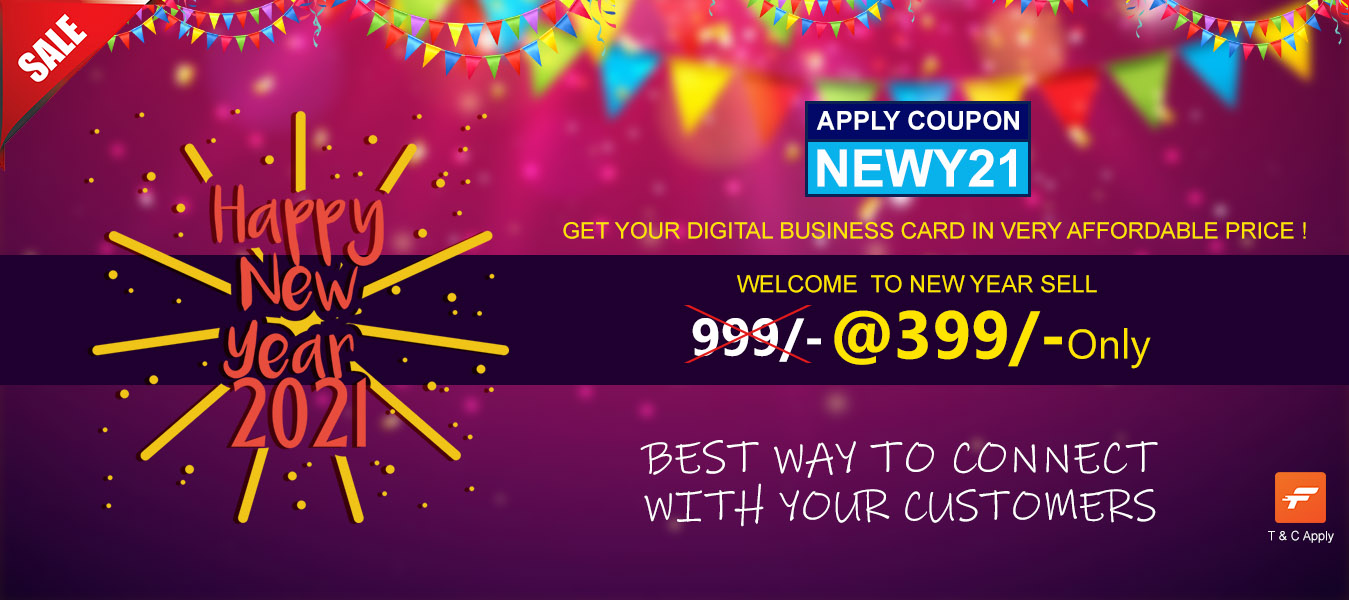 SALE
Happy
New
Year
2021
APPLY COUPON
NEWY21
GET YOUR DIGITAL BUSINESS CARD IN VERY AFFORDABLE PRICE !
WELCOME TO NEW YEAR SELL
999/- @399/-Only
BEST WAY TO CONNECT
WITH YOUR CUSTOMERS
T & C Apply